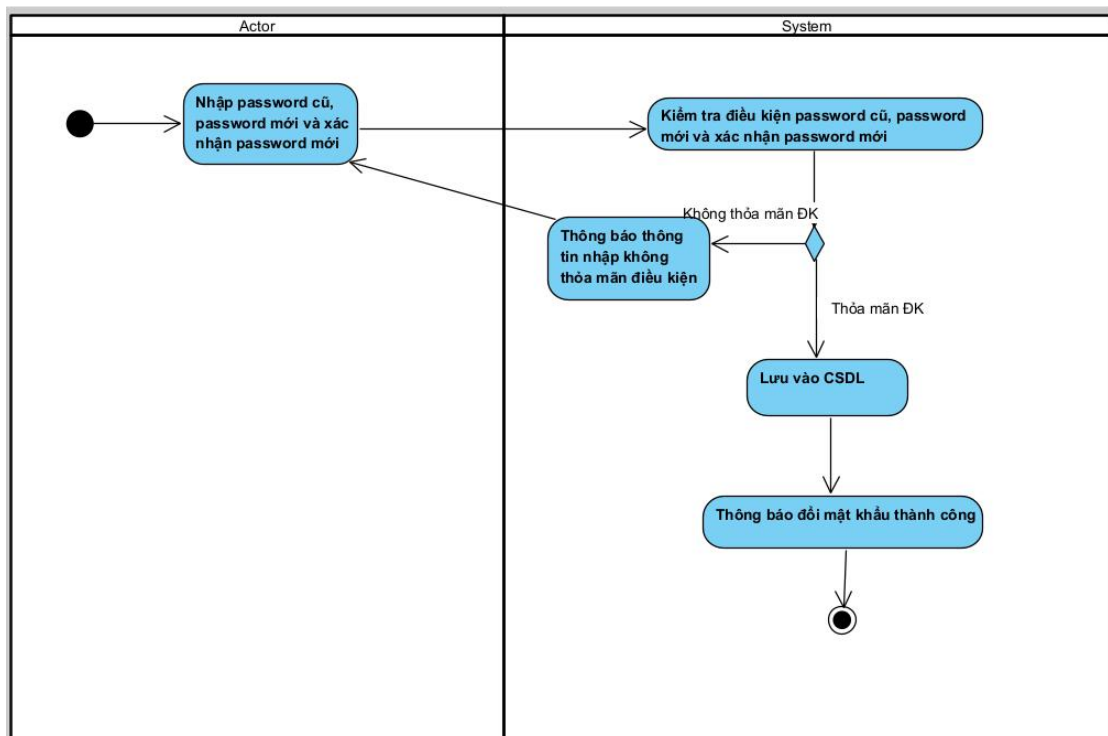 Actor
System
Nhập password cũ,
password mới và xác
nhận password mới
Kiểm tra điều kiện password cũ, password
mới và xác nhận password mới
Không thỏa mãn ĐK
Thông báo thông
tin nhập không
thỏa mãn điều kiện
Thỏa mãn ĐK
Lưu vào CSDL
Thông báo đổi mật khẩu thành công